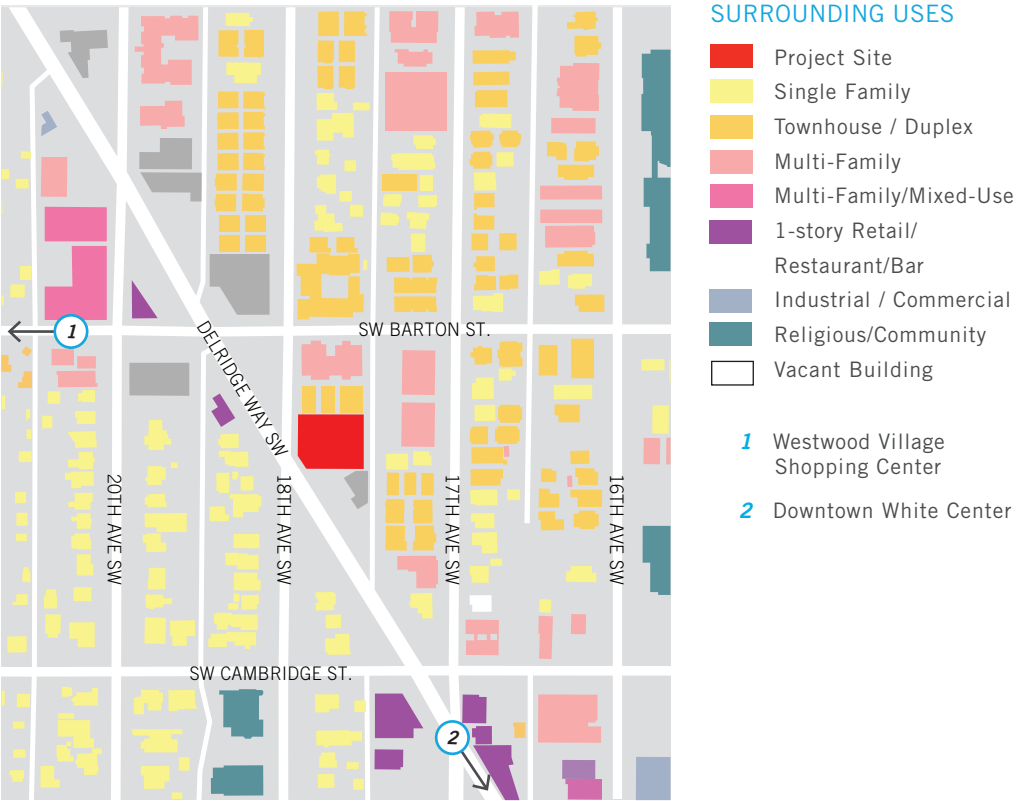 SURROUNDING USES
Project Site
Single Family
Townhouse / Duplex
Multi-Family
Multi-Family/Mixed-Use
1-story Retail/
Restaurant/Bar
Industrial / Commercial
Religious/Community
Vacant Building
1 Westwood Village
Shopping Center
2 Downtown White Center
1
SW BARTON ST.
DELRIDGE WAY SW
20TH AVE SW
18TH AVE SW
17TH AVE SW
16TH AVE SW
SW CAMBRIDGE ST.
2